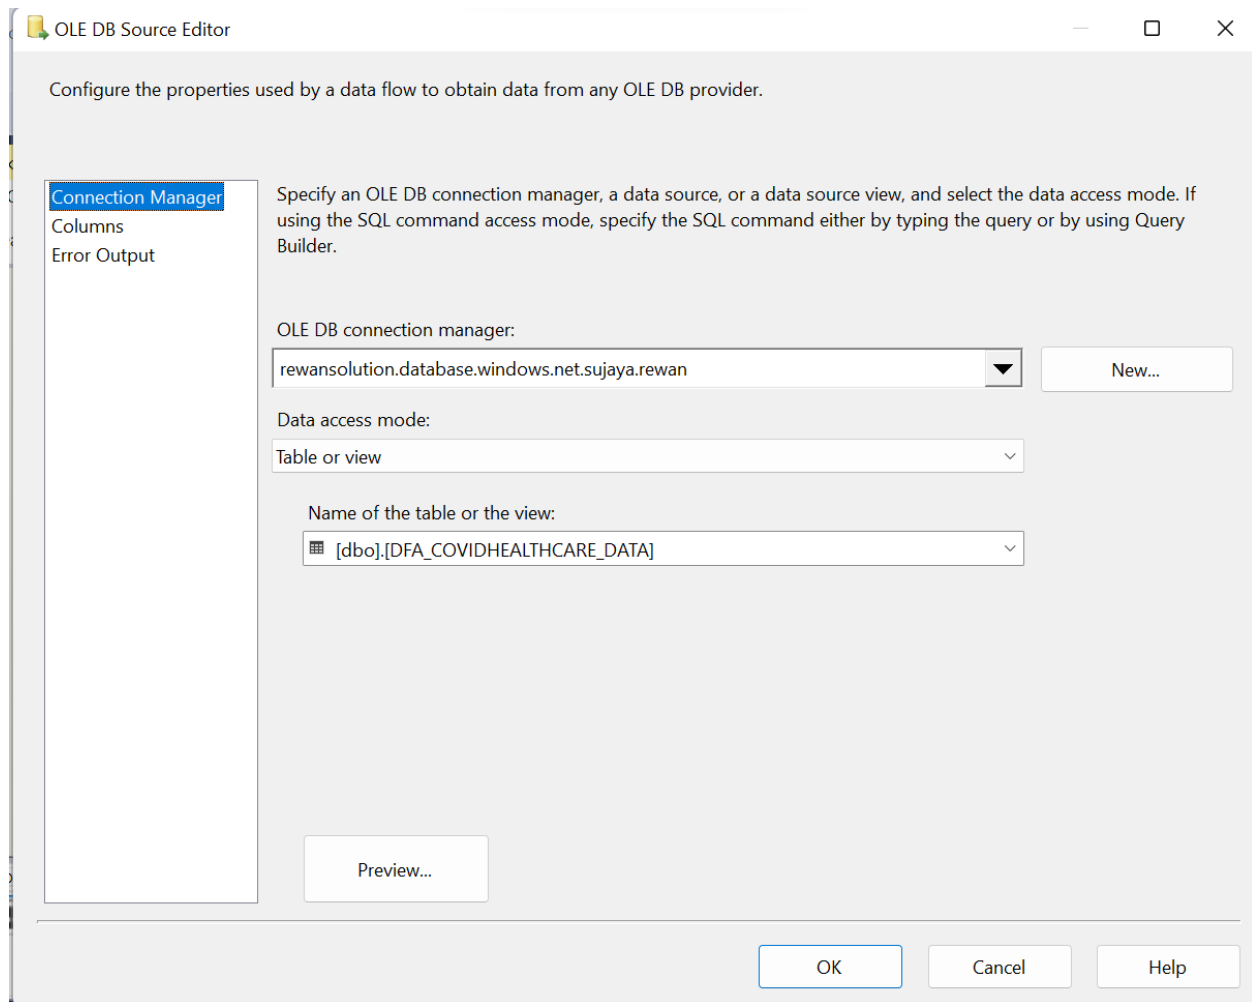 OLE DB Source Editor
Configure the properties used by a data flow to obtain data from any OLE DB provider.
Connection Manager
Columns
Error Output
Specify an OLE DB connection manager, a data source, or a data source view, and select the data access mode. If
using the SQL command access mode, specify the SQL command either by typing the query or by using Query
Builder.
OLE DB connection manager:
rewansolution.database.windows.net.sujaya.rewan
New...
Data access mode:
Table or view
Name of the table or the view:
[dbo].[DFA_COVIDHEALTHCARE_DATA]
Preview...
OK
Cancel
Help